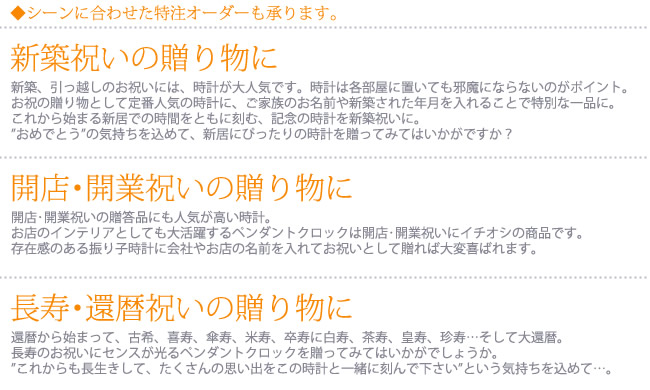 ◆シーンに合わせた特注オーダーも承ります。
新築祝いの贈り物に
新築、引っ越しのお祝いには、時計が大人気です。時計は各部屋に置いても邪魔にならないのがポイント。
お祝の贈り物として定番人気の時計に、ご家族のお名前や新築された年月を入れることで特別な一品に。
これから始まる新居での時間をともに刻む、記念の時計を新築祝いに。
”おめでとう”の気持ちを込めて、新居にぴったりの時計を贈ってみてはいかがですか？
開店・開業祝いの贈り物に
開店・開業祝いの贈答品にも人気が高い時計。
お店のインテリアとしても大活躍するペンダントクロックは開店・開業祝いにイチオシの商品です。
存在感のある振り子時計に会社やお店の名前を入れてお祝いとして贈れば大変喜ばれます。
長寿・還暦祝いの贈り物に
還暦から始まって、古希、喜寿、傘寿、米寿、卒寿に白寿、茶寿、皇寿、珍寿…そして大還暦。
長寿のお祝いにセンスが光るペンダントクロックを贈ってみてはいかがでしょうか。
”これからも長生きして、たくさんの思い出をこの時計と一緒に刻んで下さい”という気持ちを込めて…。